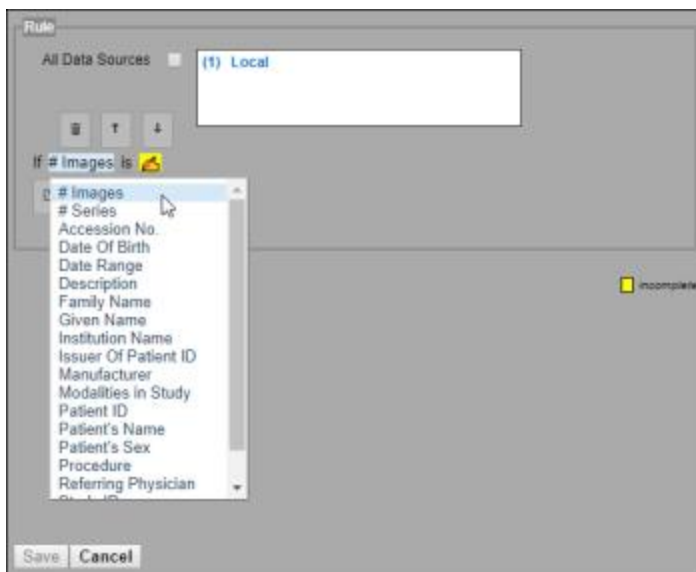 Rule
All Data Sources
(1) Local
If # Images is
# Images
# Series
Accession No.
Date Of Birth
Date Range
Description
Family Name
Given Name
Institution Name
Issuer Of Patient ID
Manufacturer
Modalities in Study
Patient ID
Patient's Name
Patient's Sex
Procedure
Referring Physician
incomplete
Save Cancel